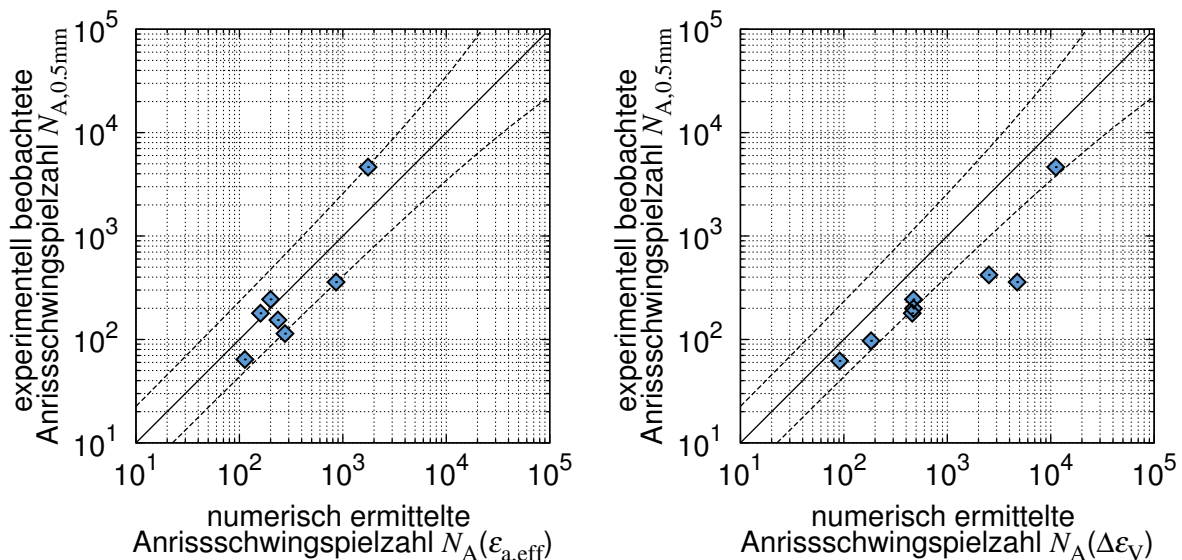 experimentell beobachtete
Anrissschwingspielzahl N_A,0.5mm
10^5
10^4
10^3
10^2
10^1
10^1 10^2 10^3 10^4 10^5
numerisch ermittelte
Anrissschwingspielzahl N_A(ε_a,eff)
experimentell beobachtete
Anrissschwingspielzahl N_A,0.5mm
10^5
10^4
10^3
10^2
10^1
10^1 10^2 10^3 10^4 10^5
numerisch ermittelte
Anrissschwingspielzahl N_A(Δε_V)